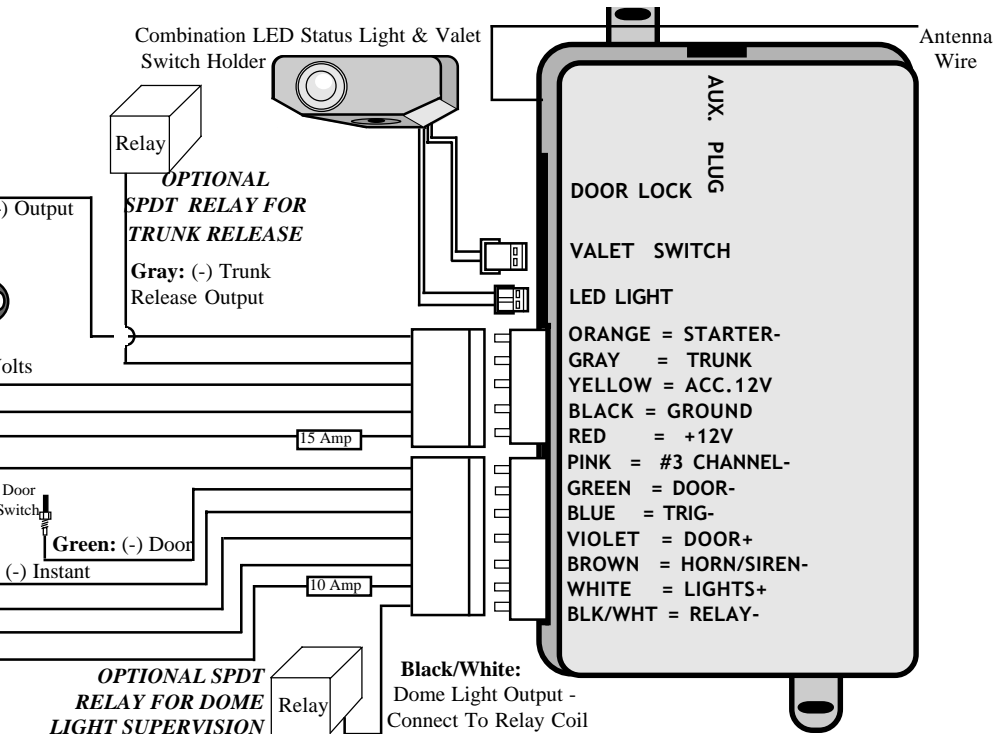 Combination LED Status Light & Valet
Switch Holder
Antenna
Wire
Relay
OPTIONAL
SPDT RELAY FOR
TRUNK RELEASE
) Output
Gray: (-) Trunk
Release Output
olts
15 Amp
Door
Switch
Green: (-) Door
(-) Instant
10 Amp
OPTIONAL SPDT
RELAY FOR DOME
LIGHT SUPERVISION
Relay
Black/White:
Dome Light Output -
Connect To Relay Coil
AUX. PLUG
DOOR LOCK
VALET SWITCH
LED LIGHT
ORANGE = STARTER-
GRAY = TRUNK
YELLOW = ACC.12V
BLACK = GROUND
RED = +12V
PINK = #3 CHANNEL-
GREEN = DOOR-
BLUE = TRIG-
VIOLET = DOOR+
BROWN = HORN/SIREN-
WHITE = LIGHTS+
BLK/WHT = RELAY-